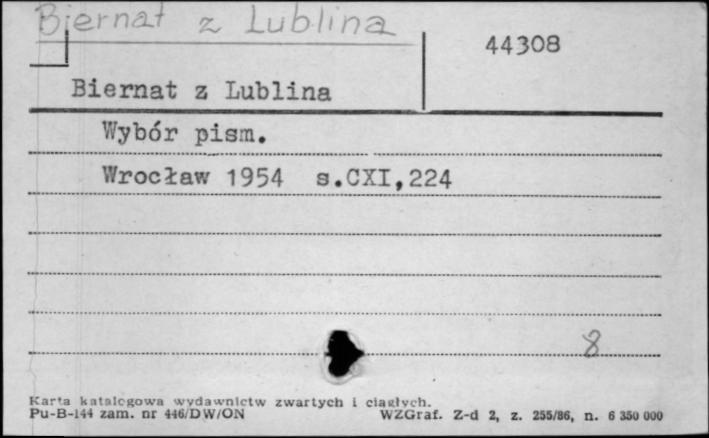 Biernat z Lublina
44308
Biernat z Lublina
Wybór pism.
Wrocław 1954 s.CXI,224
8
Karta katalogowa wydawnictw zwartych i ciągłych.
Pu-B-144 zam. nr 446/DW/ON WZGraf. Z-d 2, z. 255/86, n. 6 350 000